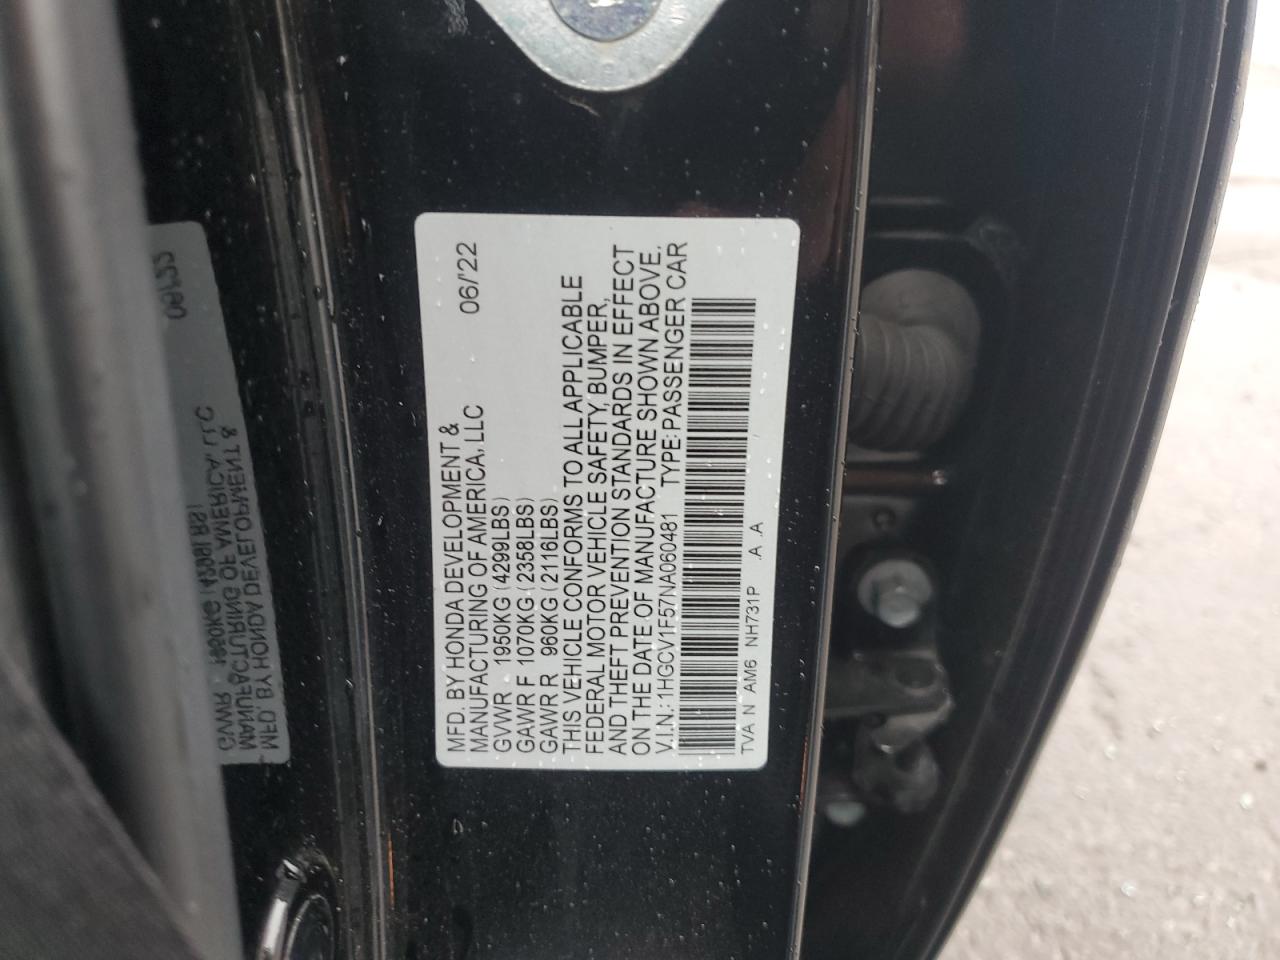 MFD. BY HONDA DEVELOPMENT &
MANUFACTURING OF AMERICA, LLC 06/'22
GVWR 1950KG (4299LBS)
GAWR F 1070KG (2358LBS)
GAWR R 960KG (2116LBS)
THIS VEHICLE CONFORMS TO ALL APPLICABLE
FEDERAL MOTOR VEHICLE SAFETY, BUMPER,
AND THEFT PREVENTION STANDARDS IN EFFECT
ON THE DATE OF MANUFACTURE SHOWN ABOVE.
V.I.N.: 1HGCV1F57NA060481 TYPE: PASSENGER CAR
TVA N AM6 NH731P .A .A